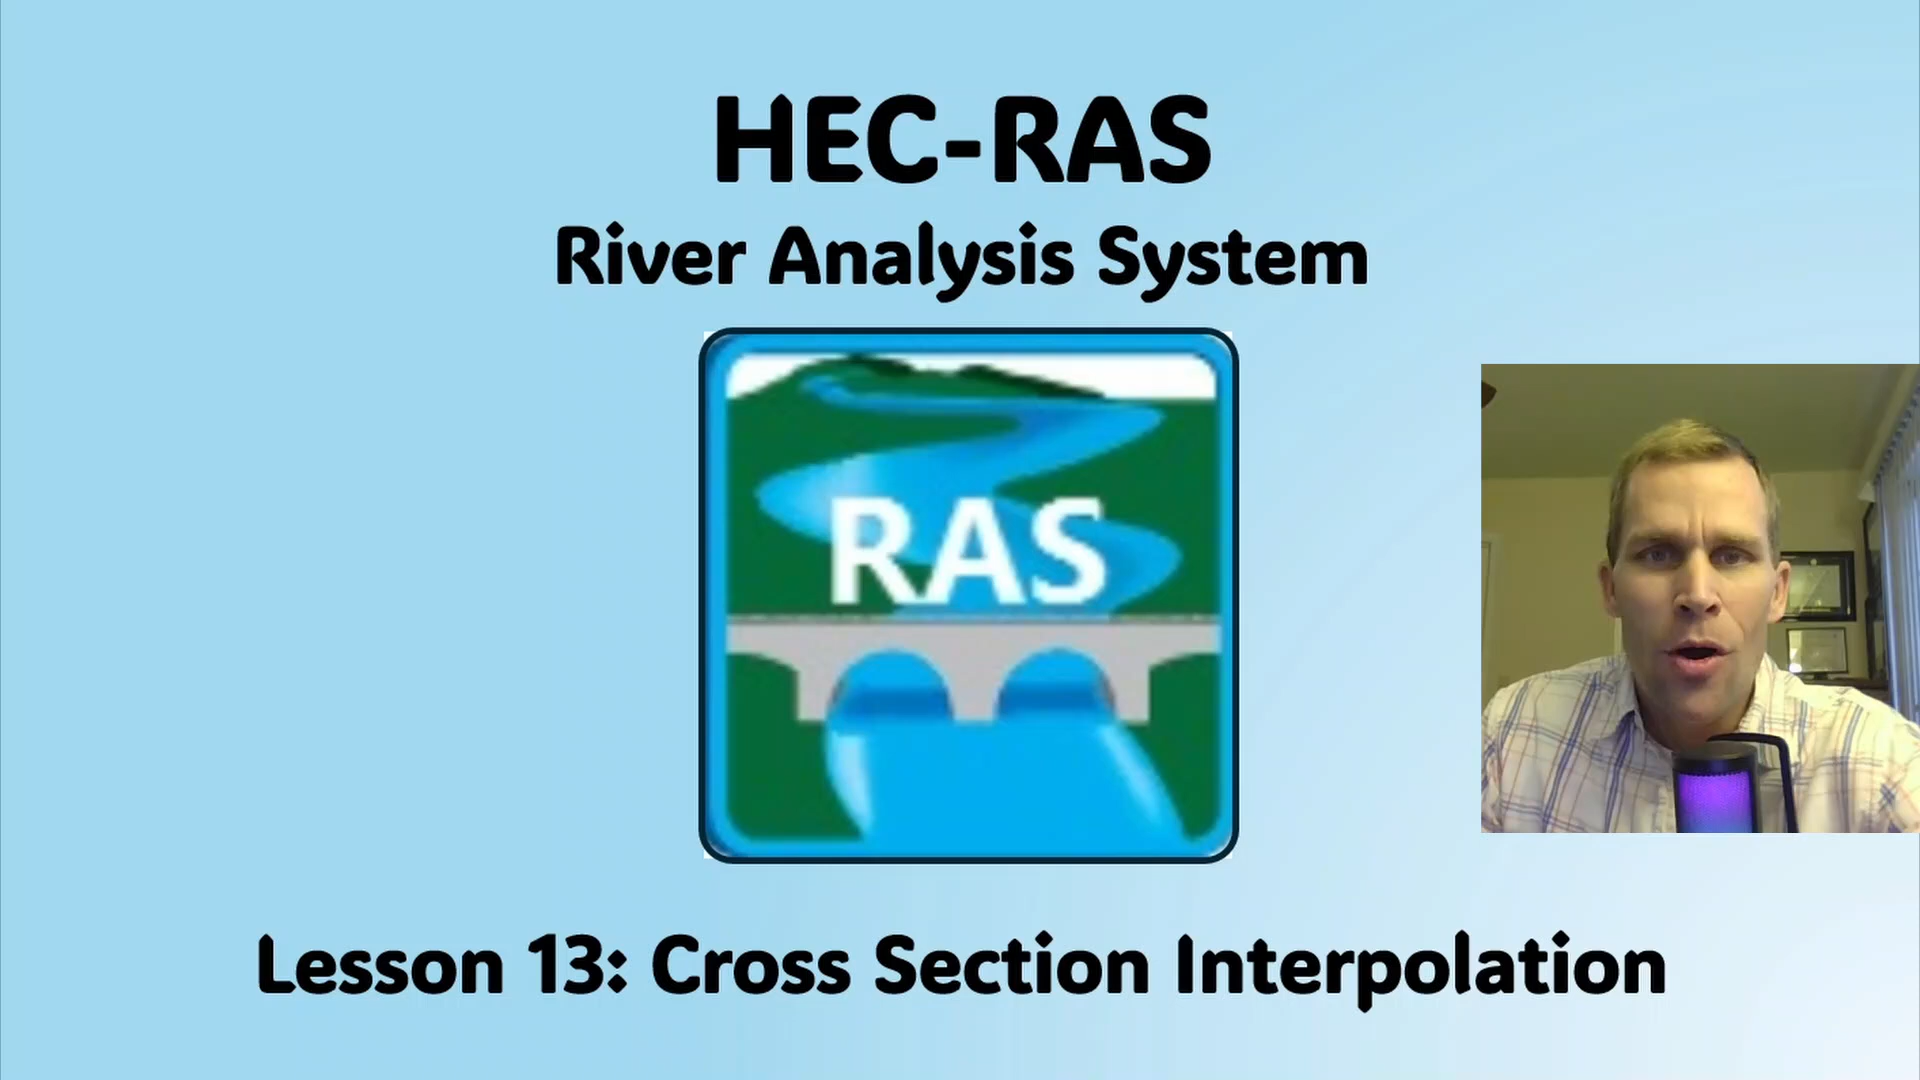 HEC-RAS
River Analysis System
RAS
Lesson 13: Cross Section Interpolation